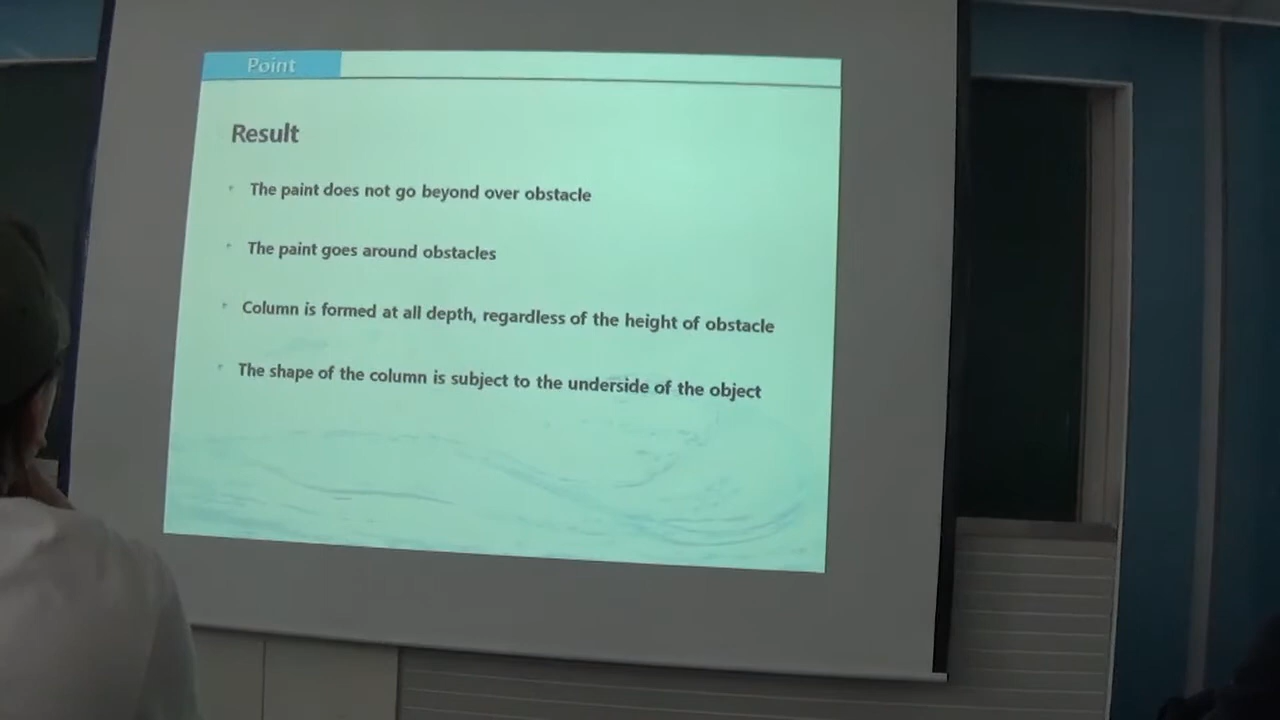 Point
Result
The paint does not go beyond over obstacle
The paint goes around obstacles
Column is formed at all depth, regardless of the height of obstacle
The shape of the column is subject to the underside of the object